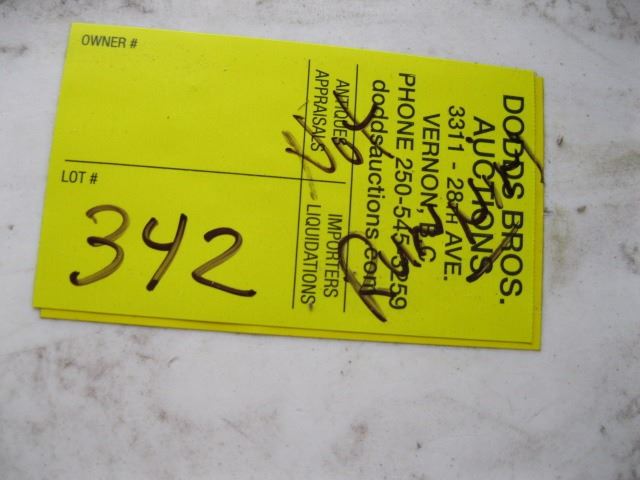 OWNER #
LOT #
342
DODDS BROS.
AUCTIONS
3311 - 28TH AVE.
VERNON, B.C.
PHONE 250-545-3259
doddsauctions.com
ANTIQUES IMPORTERS
APPRAISALS LIQUIDATIONS